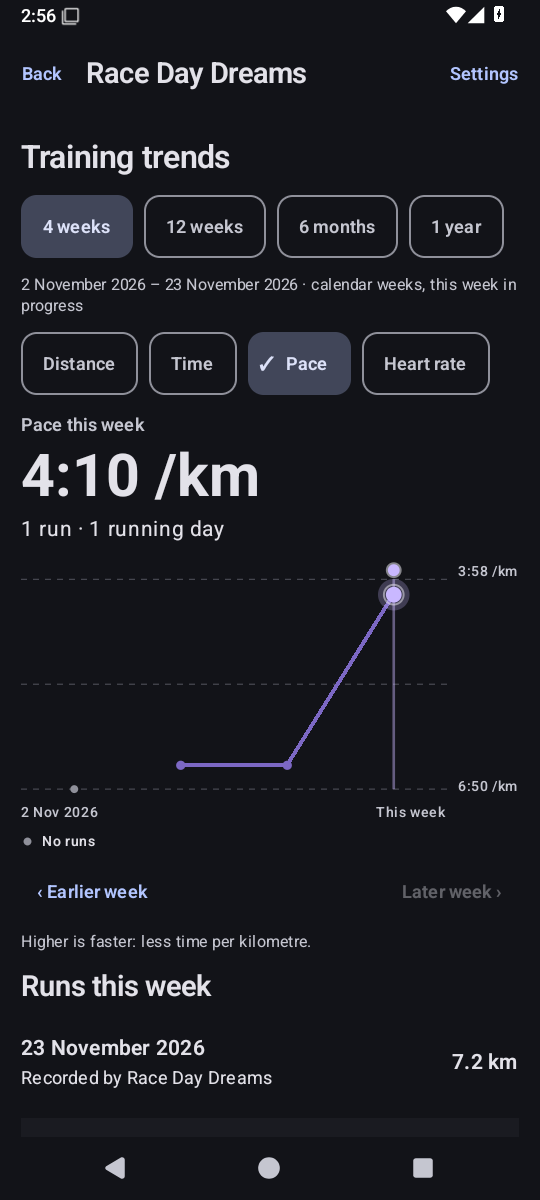 2:56
Back Race Day Dreams Settings
Training trends
4 weeks 12 weeks 6 months 1 year
2 November 2026 – 23 November 2026 · calendar weeks, this week in
progress
Distance Time ✓ Pace Heart rate
Pace this week
4:10 /km
1 run · 1 running day
3:58 /km
6:50 /km
2 Nov 2026 This week
No runs
‹ Earlier week Later week ›
Higher is faster: less time per kilometre.
Runs this week
23 November 2026
7.2 km
Recorded by Race Day Dreams